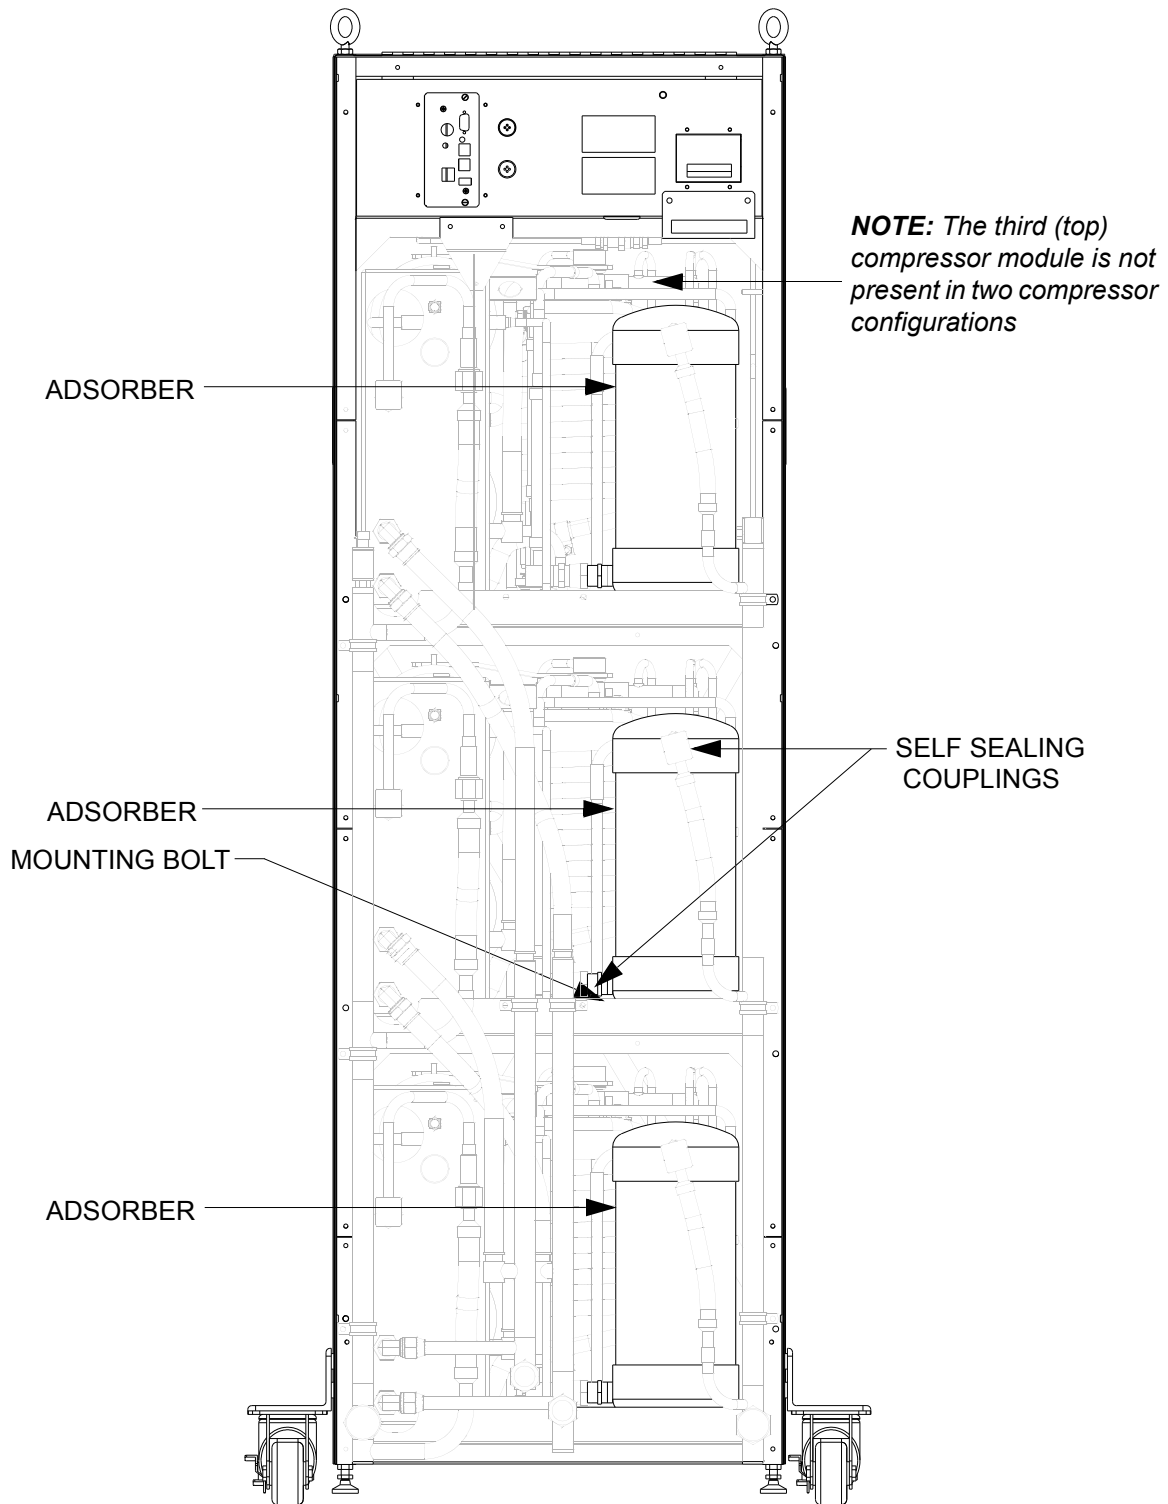 NOTE: The third (top)
compressor module is not
present in two compressor
configurations
ADSORBER
SELF SEALING
COUPLINGS
ADSORBER
MOUNTING BOLT
ADSORBER